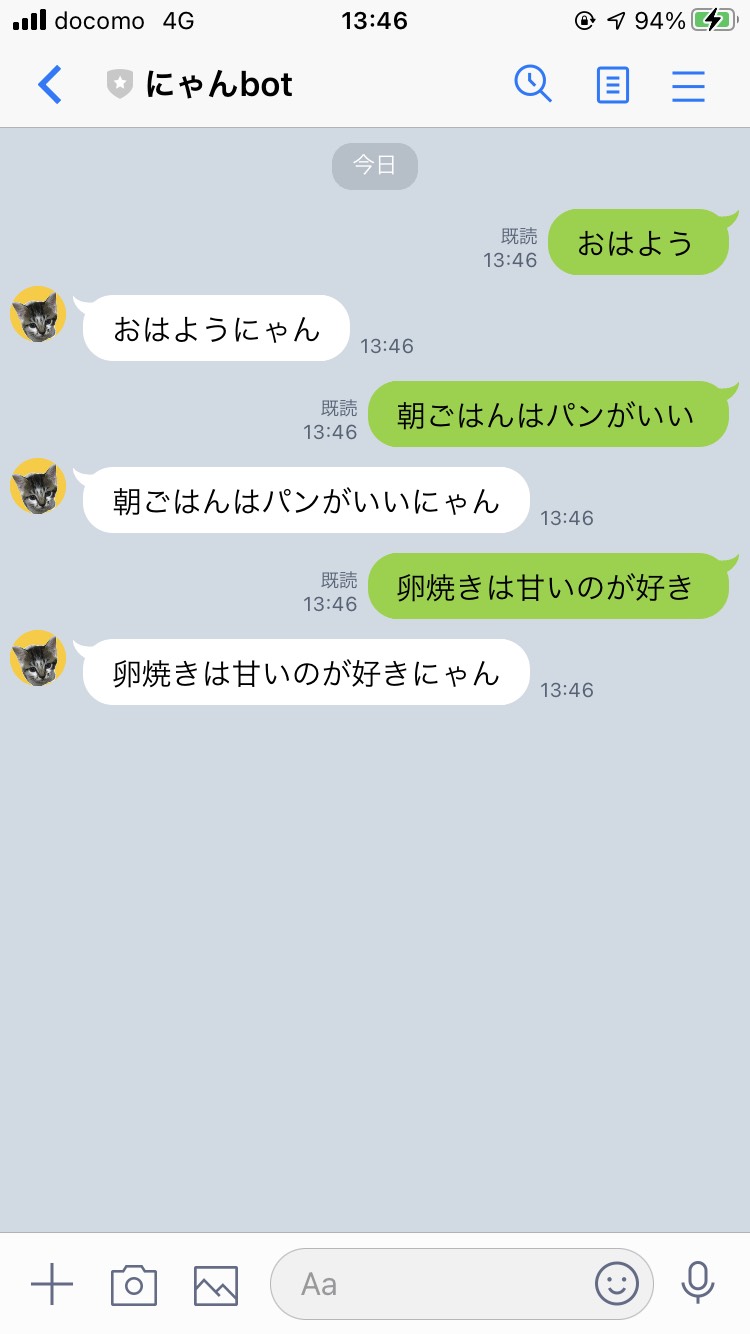 docomo 4G 13:46 94%
にゃんbot
今日
おはよう
既読
13:46
おはようにゃん
13:46
朝ごはんはパンがいい
既読
13:46
朝ごはんはパンがいいにゃん
13:46
卵焼きは甘いのが好き
既読
13:46
卵焼きは甘いのが好きにゃん
13:46
Aa